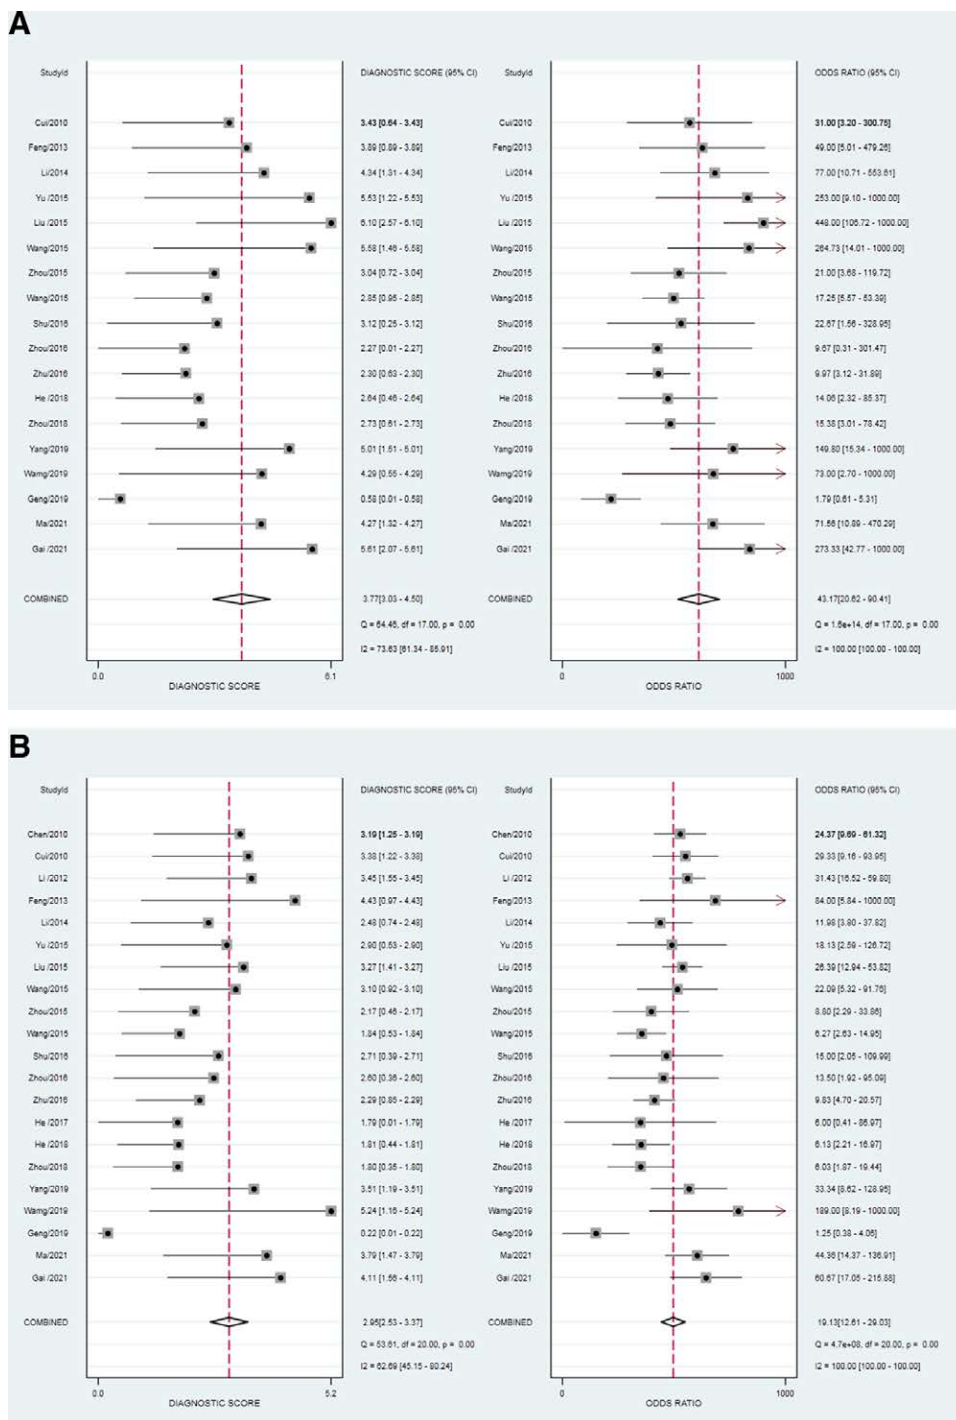 A
StudyId DIAGNOSTIC SCORE (95% CI) StudyId ODDS RATIO (95% CI)
Cui/2010 3.43 [0.64 - 3.43] Cui/2010 31.00 [3.20 - 300.75]
Feng/2013 3.89 [0.89 - 3.89] Feng/2013 49.00 [5.01 - 479.26]
Li/2014 4.34 [1.31 - 4.34] Li/2014 77.00 [10.71 - 553.61]
Yu /2015 5.53 [1.22 - 5.53] Yu /2015 253.00 [9.10 - 1000.00]
Liu /2015 6.10 [2.57 - 6.10] Liu /2015 448.00 [106.72 - 1000.00]
Wang/2015 5.58 [1.46 - 5.58] Wang/2015 264.73 [14.01 - 1000.00]
Zhou/2015 3.04 [0.72 - 3.04] Zhou/2015 21.00 [3.68 - 119.72]
Wang/2015 2.85 [0.95 - 2.85] Wang/2015 17.25 [5.57 - 53.39]
Shu/2016 3.12 [0.25 - 3.12] Shu/2016 22.67 [1.56 - 328.95]
Zhou/2016 2.27 [0.01 - 2.27] Zhou/2016 9.67 [0.31 - 301.47]
Zhu/2016 2.30 [0.63 - 2.30] Zhu/2016 9.97 [3.12 - 31.89]
He /2018 2.64 [0.46 - 2.64] He /2018 14.06 [2.32 - 85.37]
Zhou/2018 2.73 [0.61 - 2.73] Zhou/2018 15.38 [3.01 - 78.42]
Yang/2019 5.01 [1.51 - 5.01] Yang/2019 149.80 [15.34 - 1000.00]
Wamg/2019 4.29 [0.55 - 4.29] Wamg/2019 73.00 [2.70 - 1000.00]
Geng/2019 0.58 [0.01 - 0.58] Geng/2019 1.79 [0.61 - 5.31]
Ma/2021 4.27 [1.32 - 4.27] Ma/2021 71.56 [10.89 - 470.29]
Gai /2021 5.61 [2.07 - 5.61] Gai /2021 273.33 [42.77 - 1000.00]
COMBINED 3.77[3.03 - 4.50] COMBINED 43.17[20.62 - 90.41]
Q = 64.46, df = 17.00, p = 0.00 Q = 1.6e+14, df = 17.00, p = 0.00
I2 = 73.63 [61.34 - 85.91] I2 = 100.00 [100.00 - 100.00]
0.0 6.1 0 1000
DIAGNOSTIC SCORE ODDS RATIO
B
StudyId DIAGNOSTIC SCORE (95% CI) StudyId ODDS RATIO (95% CI)
Chen/2010 3.19 [1.25 - 3.19] Chen/2010 24.37 [9.69 - 61.32]
Cui/2010 3.38 [1.22 - 3.38] Cui/2010 29.33 [9.16 - 93.95]
Li /2012 3.45 [1.55 - 3.45] Li /2012 31.43 [16.52 - 59.80]
Feng/2013 4.43 [0.97 - 4.43] Feng/2013 84.00 [5.84 - 1000.00]
Li/2014 2.48 [0.74 - 2.48] Li/2014 11.98 [3.80 - 37.82]
Yu /2015 2.90 [0.53 - 2.90] Yu /2015 18.13 [2.59 - 126.72]
Liu /2015 3.27 [1.41 - 3.27] Liu /2015 26.39 [12.94 - 53.82]
Wang/2015 3.10 [0.92 - 3.10] Wang/2015 22.09 [5.32 - 91.76]
Zhou/2015 2.17 [0.46 - 2.17] Zhou/2015 8.80 [2.29 - 33.86]
Wang/2015 1.84 [0.53 - 1.84] Wang/2015 6.27 [2.63 - 14.95]
Shu/2016 2.71 [0.39 - 2.71] Shu/2016 15.00 [2.05 - 109.99]
Zhou/2016 2.60 [0.36 - 2.60] Zhou/2016 13.50 [1.92 - 95.09]
Zhu/2016 2.29 [0.85 - 2.29] Zhu/2016 9.83 [4.70 - 20.57]
He /2017 1.79 [0.01 - 1.79] He /2017 6.00 [0.41 - 86.97]
He /2018 1.81 [0.44 - 1.81] He /2018 6.13 [2.21 - 16.97]
Zhou/2018 1.80 [0.35 - 1.80] Zhou/2018 6.03 [1.87 - 19.44]
Yang/2019 3.51 [1.19 - 3.51] Yang/2019 33.34 [8.62 - 128.95]
Wamg/2019 5.24 [1.16 - 5.24] Wamg/2019 189.00 [8.19 - 1000.00]
Geng/2019 0.22 [0.01 - 0.22] Geng/2019 1.25 [0.38 - 4.06]
Ma/2021 3.79 [1.47 - 3.79] Ma/2021 44.36 [14.37 - 136.91]
Gai /2021 4.11 [1.56 - 4.11] Gai /2021 60.67 [17.05 - 215.88]
COMBINED 2.95[2.53 - 3.37] COMBINED 19.13[12.61 - 29.03]
Q = 53.61, df = 20.00, p = 0.00 Q = 4.7e+08, df = 20.00, p = 0.00
I2 = 62.69 [45.15 - 80.24] I2 = 100.00 [100.00 - 100.00]
0.0 5.2 0 1000
DIAGNOSTIC SCORE ODDS RATIO